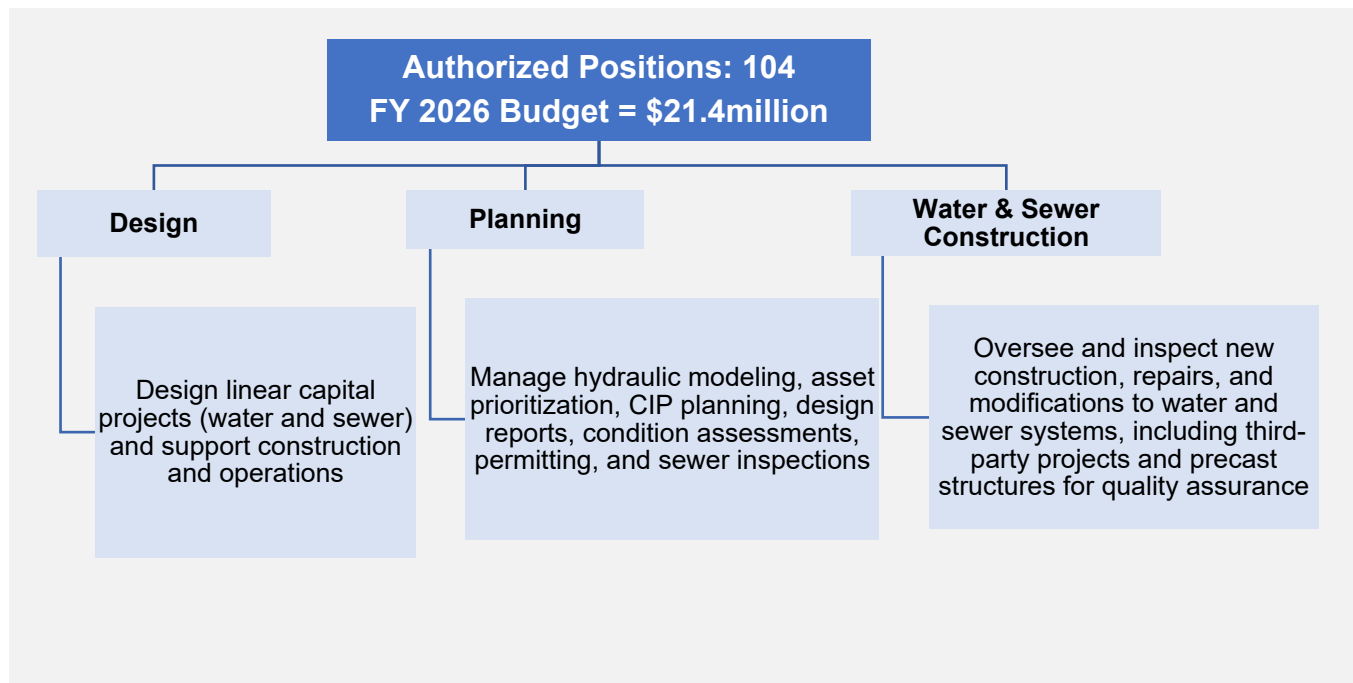 Authorized Positions: 104
FY 2026 Budget = $21.4million
Design
Planning
Water & Sewer
Construction
Design linear capital
projects (water and sewer)
and support construction
and operations
Manage hydraulic modeling, asset
prioritization, CIP planning, design
reports, condition assessments,
permitting, and sewer inspections
Oversee and inspect new
construction, repairs, and
modifications to water and
sewer systems, including third-
party projects and precast
structures for quality assurance